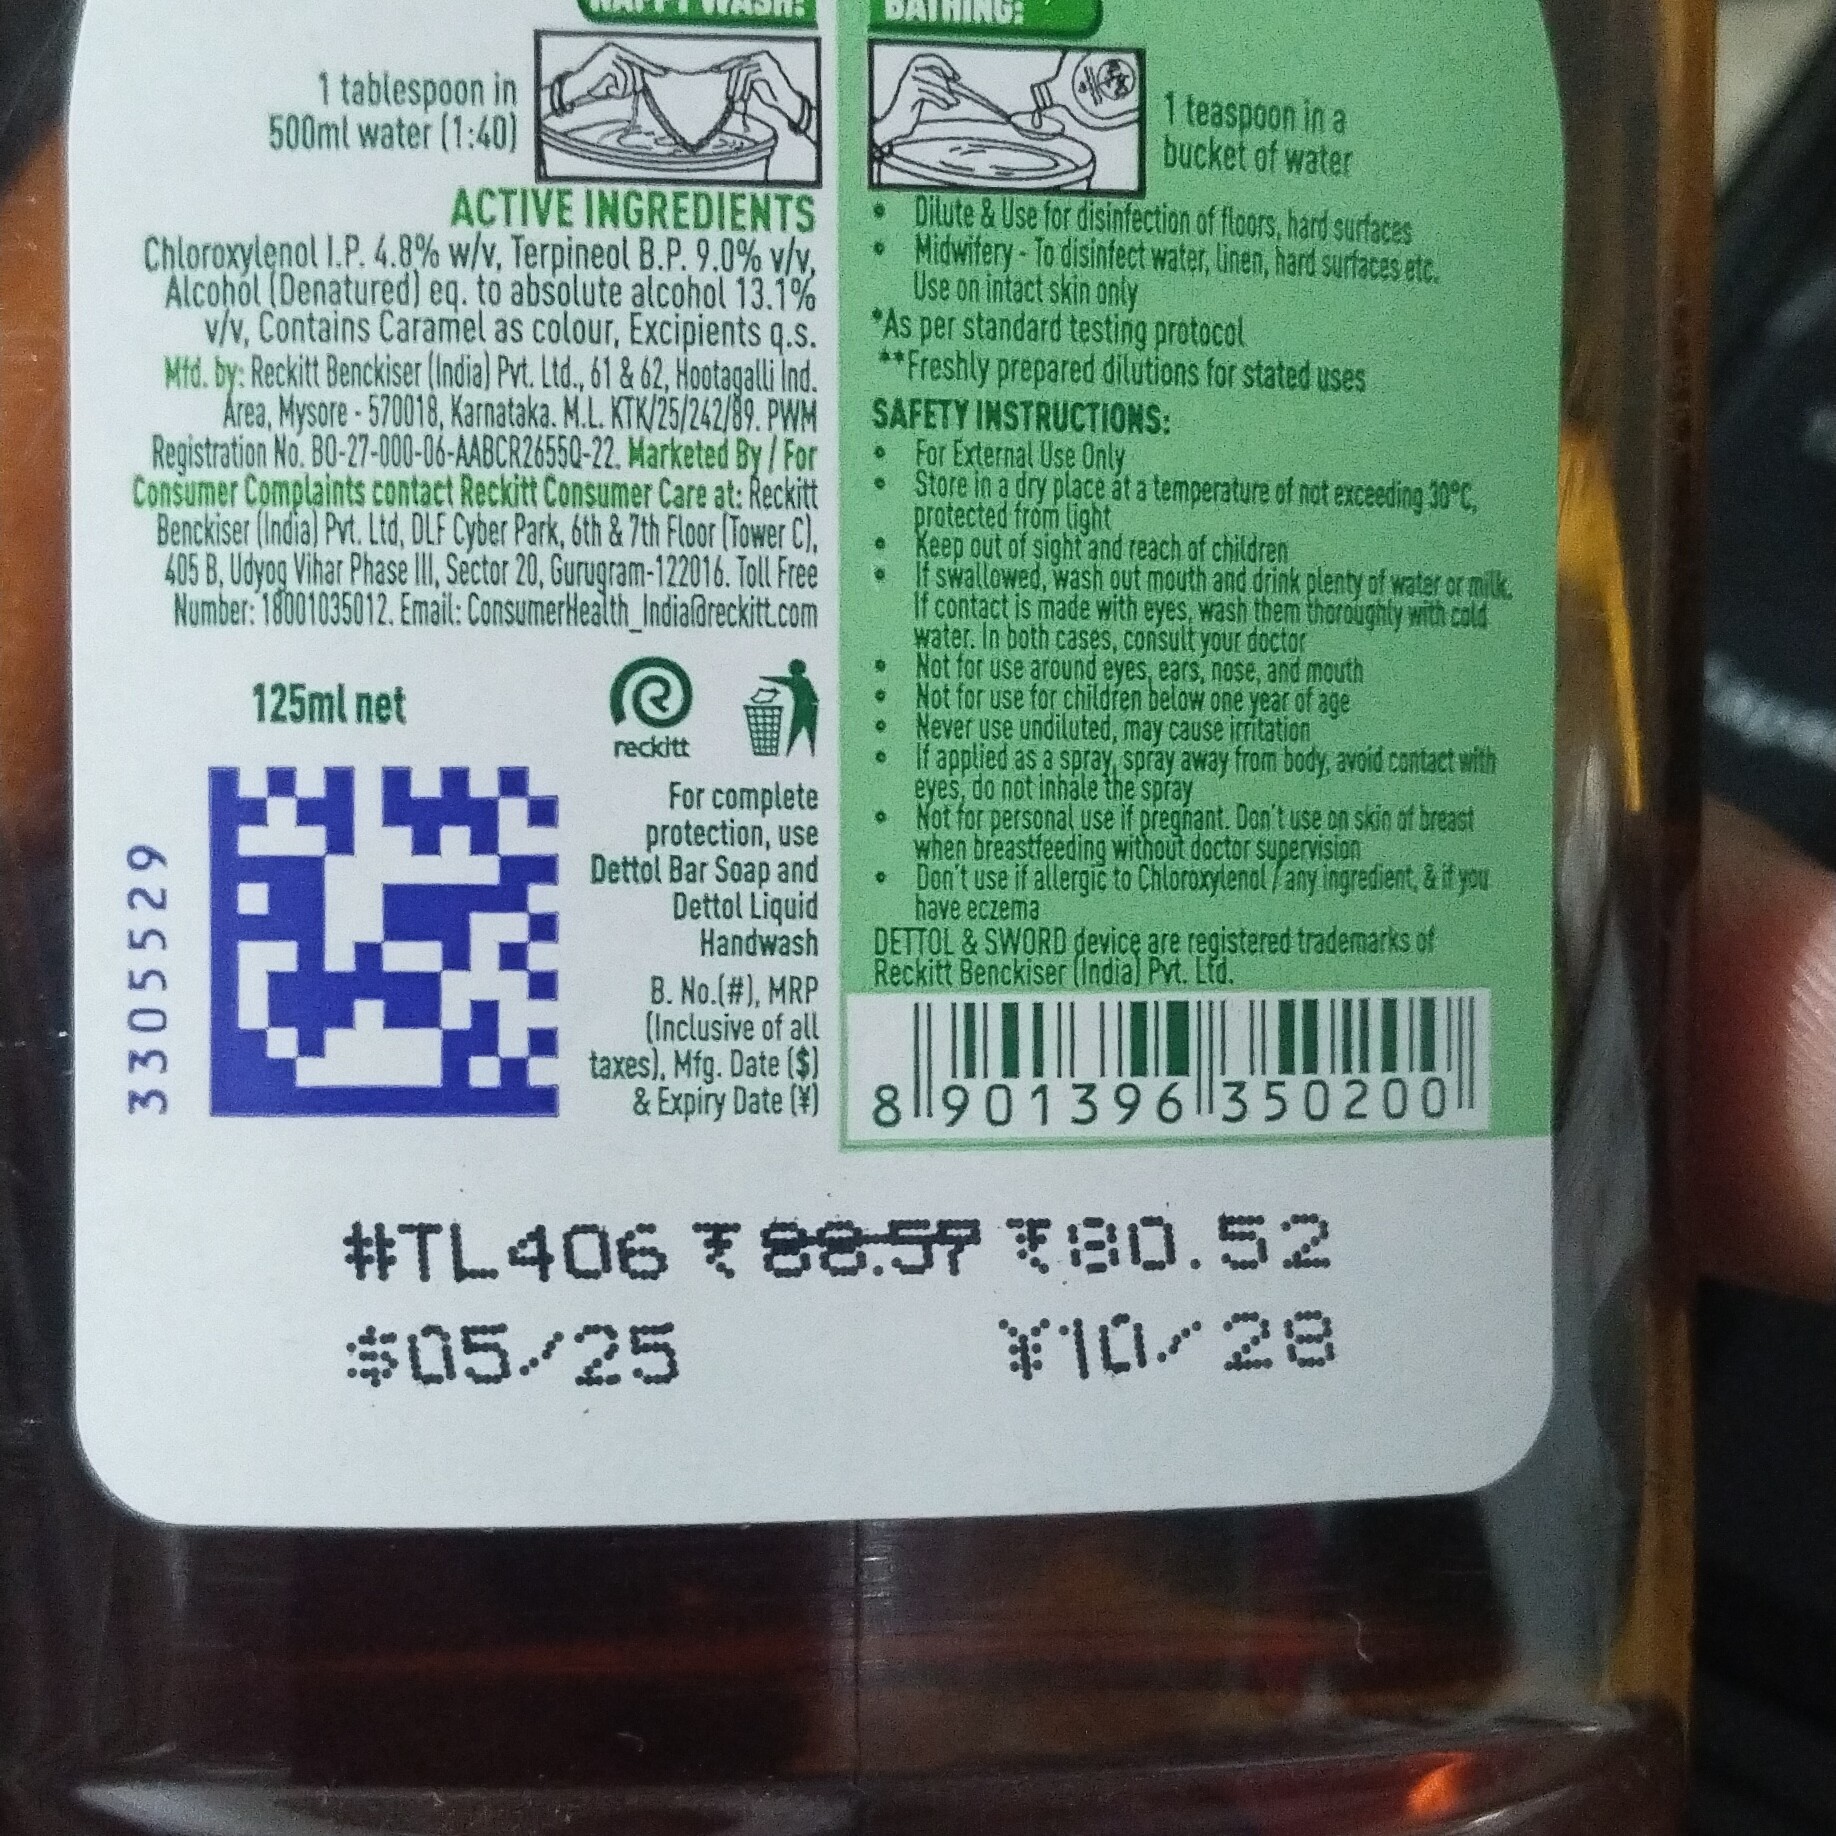 NAPPY WASH:
1 tablespoon in
500ml water (1:40)
ACTIVE INGREDIENTS
Chloroxylenol I.P. 4.8% w/v, Terpineol B.P. 9.0% v/v,
Alcohol (Denatured) eq. to absolute alcohol 13.1%
v/v, Contains Caramel as colour, Excipients q.s.
Mfd. by: Reckitt Benckiser (India) Pvt. Ltd., 61 & 62, Hootagalli Ind.
Area, Mysore - 570018, Karnataka. M.L. KTK/25/242/89. PWM
Registration No. BO-27-000-06-AABCR2655Q-22. Marketed By / For
Consumer Complaints contact Reckitt Consumer Care at: Reckitt
Benckiser (India) Pvt. Ltd, DLF Cyber Park, 6th & 7th Floor (Tower C),
405 B, Udyog Vihar Phase III, Sector 20, Gurugram-122016. Toll Free
Number: 18001035012. Email: ConsumerHealth_India@reckitt.com
125ml net
reckitt
3305529
For complete
protection, use
Dettol Bar Soap and
Dettol Liquid
Handwash
B. No.(#), MRP
(Inclusive of all
taxes), Mfg. Date ($)
& Expiry Date (¥)
BATHING:
1 teaspoon in a
bucket of water
• Dilute & Use for disinfection of floors, hard surfaces
• Midwifery - To disinfect water, linen, hard surfaces etc.
Use on intact skin only
*As per standard testing protocol
**Freshly prepared dilutions for stated uses
SAFETY INSTRUCTIONS:
• For External Use Only
• Store in a dry place at a temperature of not exceeding 30°C,
protected from light
• Keep out of sight and reach of children
• If swallowed, wash out mouth and drink plenty of water or milk.
If contact is made with eyes, wash them thoroughly with cold
water. In both cases, consult your doctor
• Not for use around eyes, ears, nose, and mouth
• Not for use for children below one year of age
• Never use undiluted, may cause irritation
• If applied as a spray, spray away from body, avoid contact with
eyes, do not inhale the spray
• Not for personal use if pregnant. Don't use on skin of breast
when breastfeeding without doctor supervision
• Don't use if allergic to Chloroxylenol / any ingredient, & if you
have eczema
DETTOL & SWORD device are registered trademarks of
Reckitt Benckiser (India) Pvt. Ltd.
8 901396 350200
#TL406 ₹88.57 ₹80.52
$05/25 ¥10/28